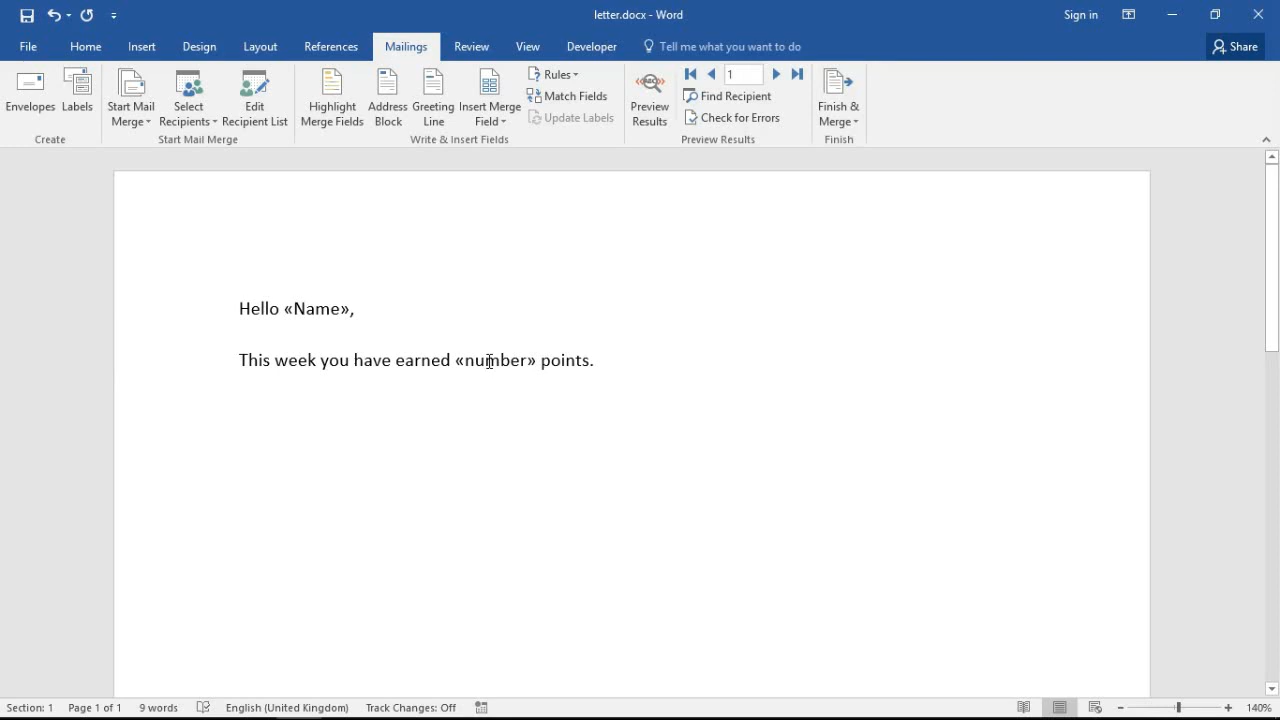 letter.docx - Word
Sign in
File Home Insert Design Layout References Mailings Review View Developer Tell me what you want to do Share
Envelopes
Labels
Create
Start Mail Merge
Select Recipients
Edit Recipient List
Start Mail Merge
Highlight Merge Fields
Address Block
Greeting Line
Insert Merge Field
Rules
Match Fields
Update Labels
Write & Insert Fields
ABC
Preview Results
1
Find Recipient
Check for Errors
Preview Results
Finish & Merge
Finish
Hello «Name»,
This week you have earned «number» points.
Section: 1 Page 1 of 1 9 words English (United Kingdom) Track Changes: Off 140%